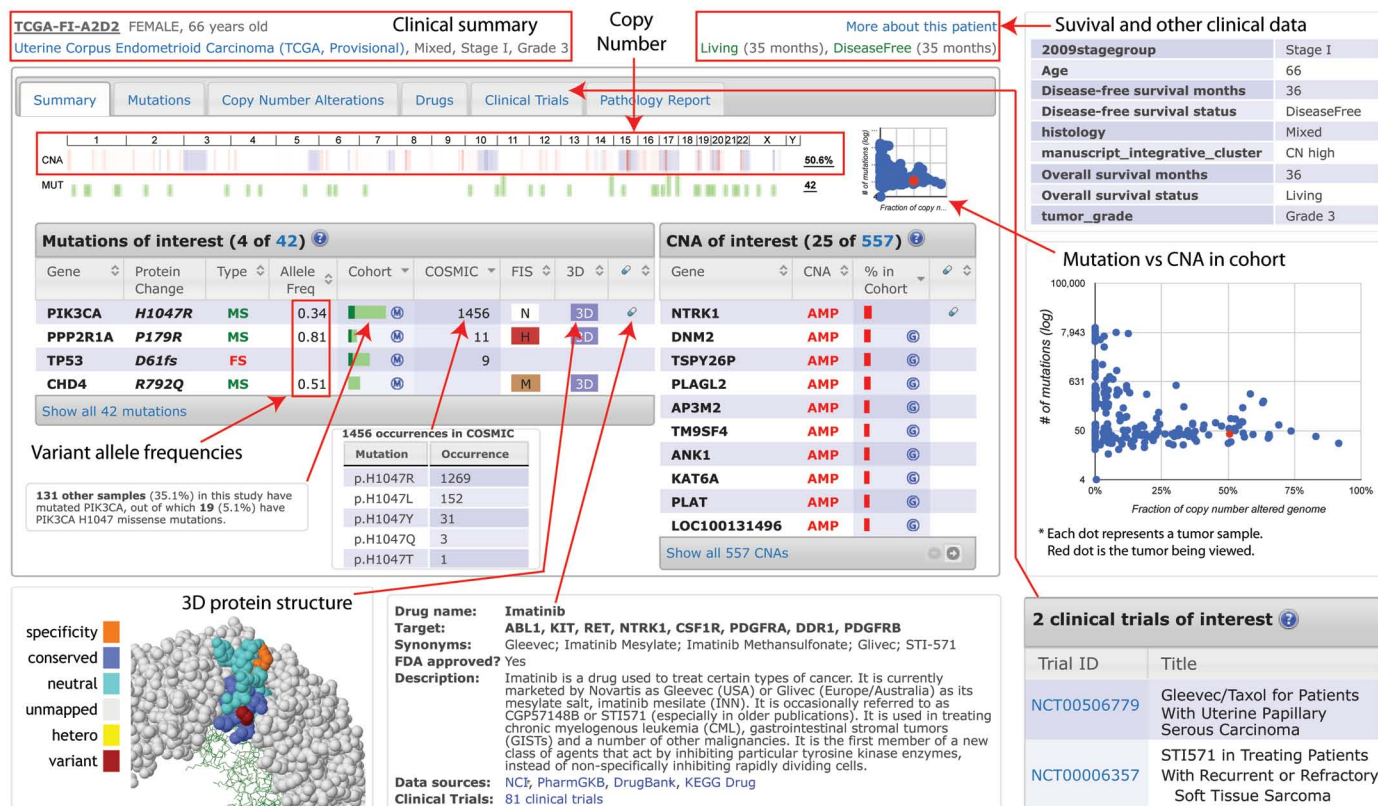 TCGA-FI-A2D2 FEMALE, 66 years old
Clinical summary
Uterine Corpus Endometrioid Carcinoma (TCGA, Provisional), Mixed, Stage I, Grade 3
Copy
Number
More about this patient
Living (35 months), DiseaseFree (35 months)
Suvival and other clinical data
2009stagegroup Stage I
Age 66
Disease-free survival months 36
Disease-free survival status DiseaseFree
histology Mixed
manuscript_integrative_cluster CN high
Overall survival months 36
Overall survival status Living
tumor_grade Grade 3
Summary Mutations Copy Number Alterations Drugs Clinical Trials Pathology Report
1 2 3 4 5 6 7 8 9 10 11 12 13 14 15 16 17 18 19 20 21 22 X Y
CNA 50.6%
MUT 42
# of mutations (log)
Fraction of copy n...
Mutations of interest (4 of 42) ?
Gene Protein Change Type Allele Freq Cohort COSMIC FIS 3D
PIK3CA H1047R MS 0.34 M 1456 N 3D
PPP2R1A P179R MS 0.81 M 11 H 3D
TP53 D61fs FS M 9
CHD4 R792Q MS 0.51 M M 3D
Show all 42 mutations
CNA of interest (25 of 557) ?
Gene CNA % in Cohort
NTRK1 AMP
DNM2 AMP G
TSPY26P AMP G
PLAGL2 AMP G
AP3M2 AMP G
TM9SF4 AMP G
ANK1 AMP G
KAT6A AMP G
PLAT AMP G
LOC100131496 AMP G
Show all 557 CNAs
Variant allele frequencies
131 other samples (35.1%) in this study have
mutated PIK3CA, out of which 19 (5.1%) have
PIK3CA H1047 missense mutations.
1456 occurrences in COSMIC
Mutation Occurrence
p.H1047R 1269
p.H1047L 152
p.H1047Y 31
p.H1047Q 3
p.H1047T 1
Mutation vs CNA in cohort
# of mutations (log)
100,000
7,943
631
50
4
0% 25% 50% 75% 100%
Fraction of copy number altered genome
* Each dot represents a tumor sample.
Red dot is the tumor being viewed.
3D protein structure
specificity
conserved
neutral
unmapped
hetero
variant
Drug name: Imatinib
Target: ABL1, KIT, RET, NTRK1, CSF1R, PDGFRA, DDR1, PDGFRB
Synonyms: Gleevec; Imatinib Mesylate; Imatinib Methansulfonate; Glivec; STI-571
FDA approved? Yes
Description: Imatinib is a drug used to treat certain types of cancer. It is currently
marketed by Novartis as Gleevec (USA) or Glivec (Europe/Australia) as its
mesylate salt, imatinib mesilate (INN). It is occasionally referred to as
CGP57148B or STI571 (especially in older publications). It is used in treating
chronic myelogenous leukemia (CML), gastrointestinal stromal tumors
(GISTs) and a number of other malignancies. It is the first member of a new
class of agents that act by inhibiting particular tyrosine kinase enzymes,
instead of non-specifically inhibiting rapidly dividing cells.
Data sources: NCI, PharmGKB, DrugBank, KEGG Drug
Clinical Trials: 81 clinical trials
2 clinical trials of interest ?
Trial ID Title
NCT00506779 Gleevec/Taxol for Patients
With Uterine Papillary
Serous Carcinoma
NCT00006357 STI571 in Treating Patients
With Recurrent or Refractory
Soft Tissue Sarcoma